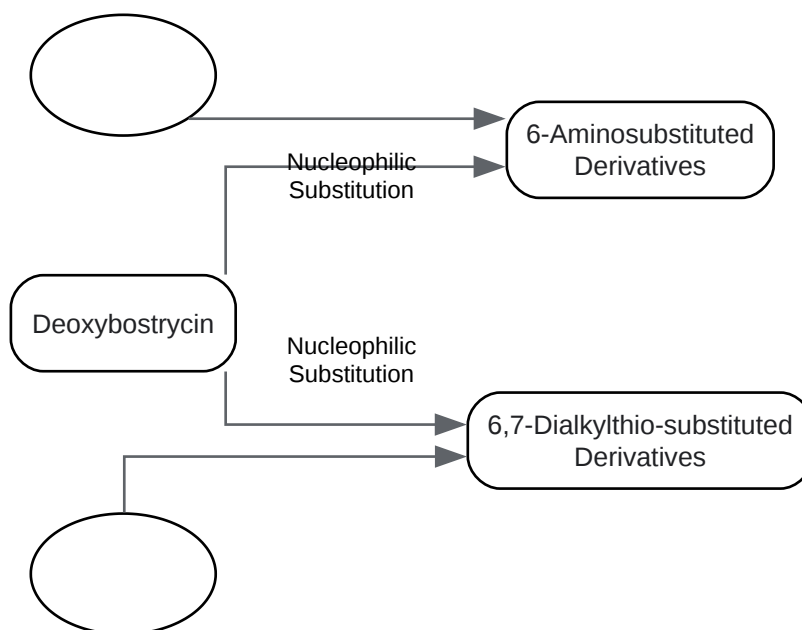 6-Aminosubstituted
Derivatives
Nucleophilic
Substitution
Deoxybostrycin
Nucleophilic
Substitution
6,7-Dialkylthio-substituted
Derivatives